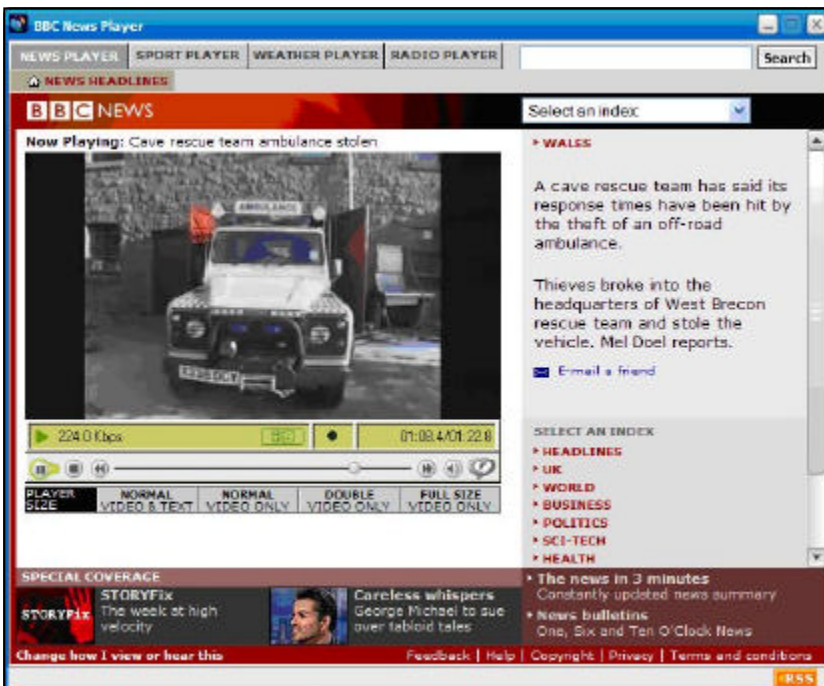 BBC News Player
NEWS PLAYER SPORT PLAYER WEATHER PLAYER RADIO PLAYER Search
NEWS HEADLINES
BBC NEWS Select an index:
Now Playing: Cave rescue team ambulance stolen
AMBULANCE
224.0 Kbps 01:08.4/01:22.8
PLAYER SIZE
NORMAL VIDEO & TEXT
NORMAL VIDEO ONLY
DOUBLE VIDEO ONLY
FULL SIZE VIDEO ONLY
WALES
A cave rescue team has said its
response times have been hit by
the theft of an off-road
ambulance.
Thieves broke into the
headquarters of West Brecon
rescue team and stole the
vehicle. Mel Doel reports.
E-mail a friend
SELECT AN INDEX
HEADLINES
UK
WORLD
BUSINESS
POLITICS
SCI-TECH
HEALTH
SPECIAL COVERAGE
STORYFix
STORYFix
The week at high
velocity
Careless whispers
George Michael to sue
over tabloid tales
The news in 3 minutes
Constantly updated news summary
News bulletins
One, Six and Ten O'Clock News
Change how I view or hear this Feedback | Help | Copyright | Privacy | Terms and conditions
RSS